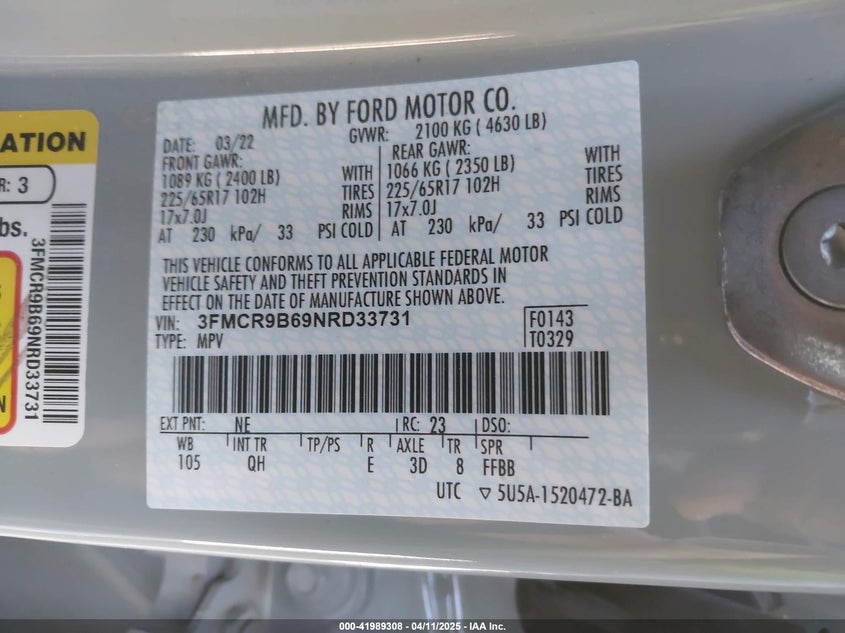 MFD. BY FORD MOTOR CO.
DATE: 03/22 GVWR: 2100 KG ( 4630 LB)
FRONT GAWR: REAR GAWR:
1089 KG ( 2400 LB) WITH 1066 KG ( 2350 LB) WITH
225/65R17 102H TIRES 225/65R17 102H TIRES
17x7.0J RIMS 17x7.0J RIMS
AT 230 kPa/ 33 PSI COLD AT 230 kPa/ 33 PSI COLD
THIS VEHICLE CONFORMS TO ALL APPLICABLE FEDERAL MOTOR
VEHICLE SAFETY AND THEFT PREVENTION STANDARDS IN
EFFECT ON THE DATE OF MANUFACTURE SHOWN ABOVE.
VIN: 3FMCR9B69NRD33731 F0143
TYPE: MPV T0329
EXT PNT: NE RC: 23 DSO:
WB INT TR TP/PS R AXLE TR SPR
105 QH E 3D 8 FFBB
UTC ▽ 5U5A-1520472-BA
ATION
R: 3
bs.
3FMCR9B69NRD33731
N
000-41989308 - 04/11/2025 - IAA Inc.